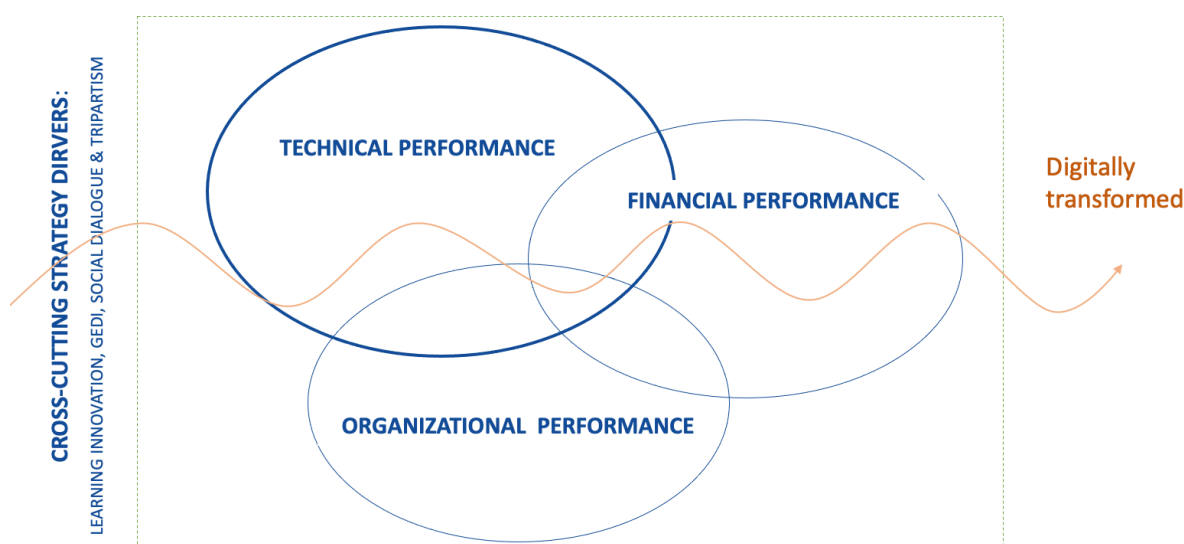 CROSS-CUTTING STRATEGY DIRVERS:
LEARNING INNOVATION, GEDI, SOCIAL DIALOGUE & TRIPARTISM
TECHNICAL PERFORMANCE
FINANCIAL PERFORMANCE
ORGANIZATIONAL PERFORMANCE
Digitally
transformed